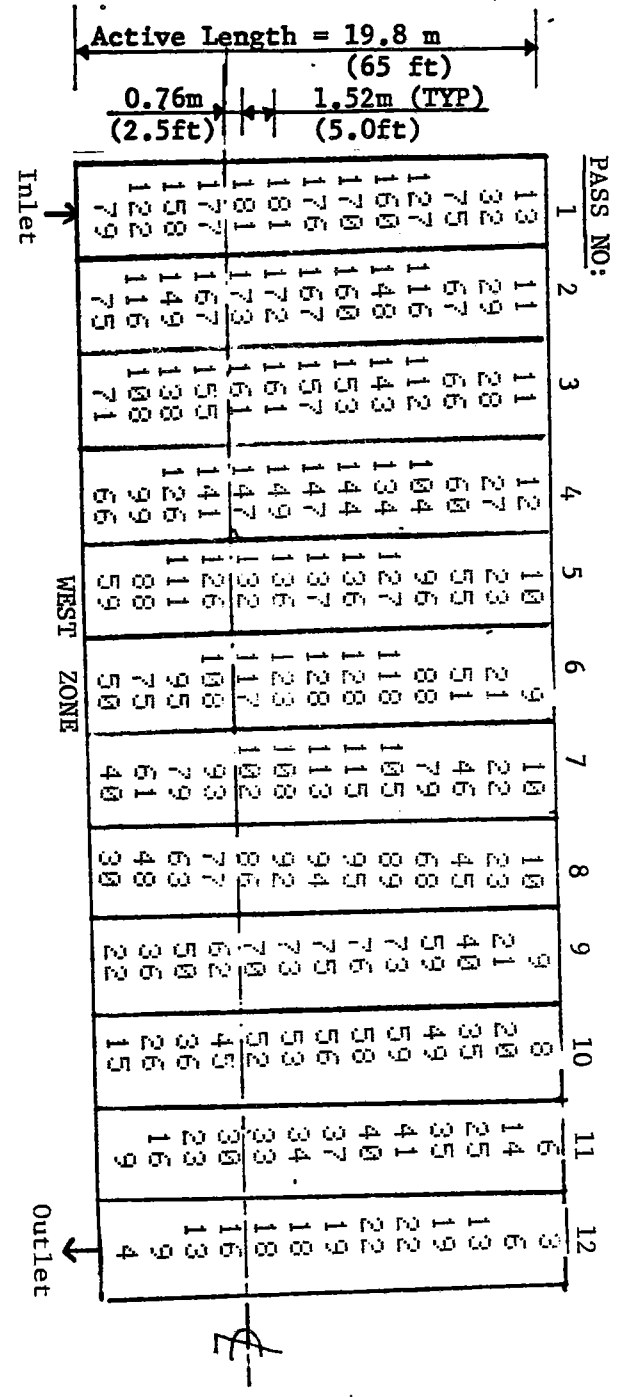 Active Length = 19.8 m
(65 ft)
0.76m 1.52m (TYP)
(2.5ft) (5.0ft)
PASS NO:
1 2 3 4 5 6 7 8 9 10 11 12
13 11 11 12 10 9 10 10 9 8 6 3
32 29 28 27 23 21 22 23 21 20 14 6
75 67 66 60 55 51 46 45 40 35 25 13
127 116 112 104 96 88 79 68 59 49 35 19
160 148 143 134 127 118 105 89 73 59 41 22
170 160 153 144 136 128 115 95 76 58 40 22
176 167 157 147 137 128 113 94 75 56 37 19
181 172 161 149 136 123 108 92 73 53 34 18
181 173 161 147 132 117 102 86 70 52 33 18
177 167 155 141 126 108 93 77 62 45 30 16
158 149 138 126 111 95 79 63 50 36 23 13
122 116 108 99 88 75 61 48 36 26 16 9
79 75 71 66 59 50 40 30 22 15 9 4
WEST ZONE
Inlet Outlet